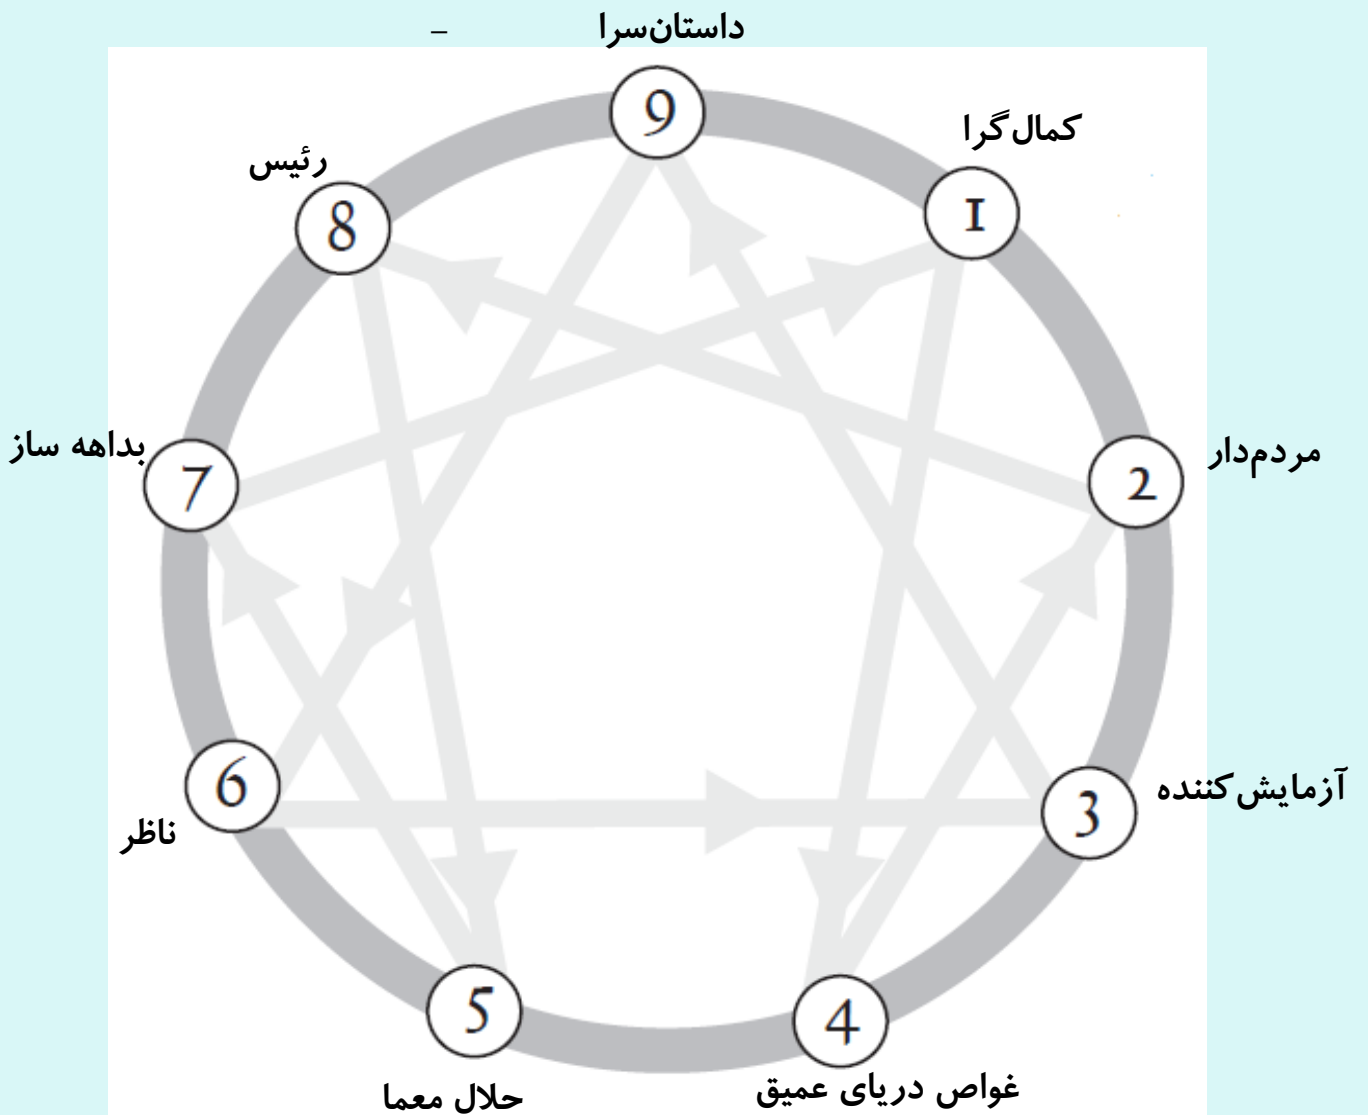 داستان‌سرا
–
9
کمال‌گرا
رئیس
1
8
بداهه ساز
مردم‌دار
7
2
6
آزمایش‌کننده
3
ناظر
5
4
غواص دریای عمیق
حلال معما